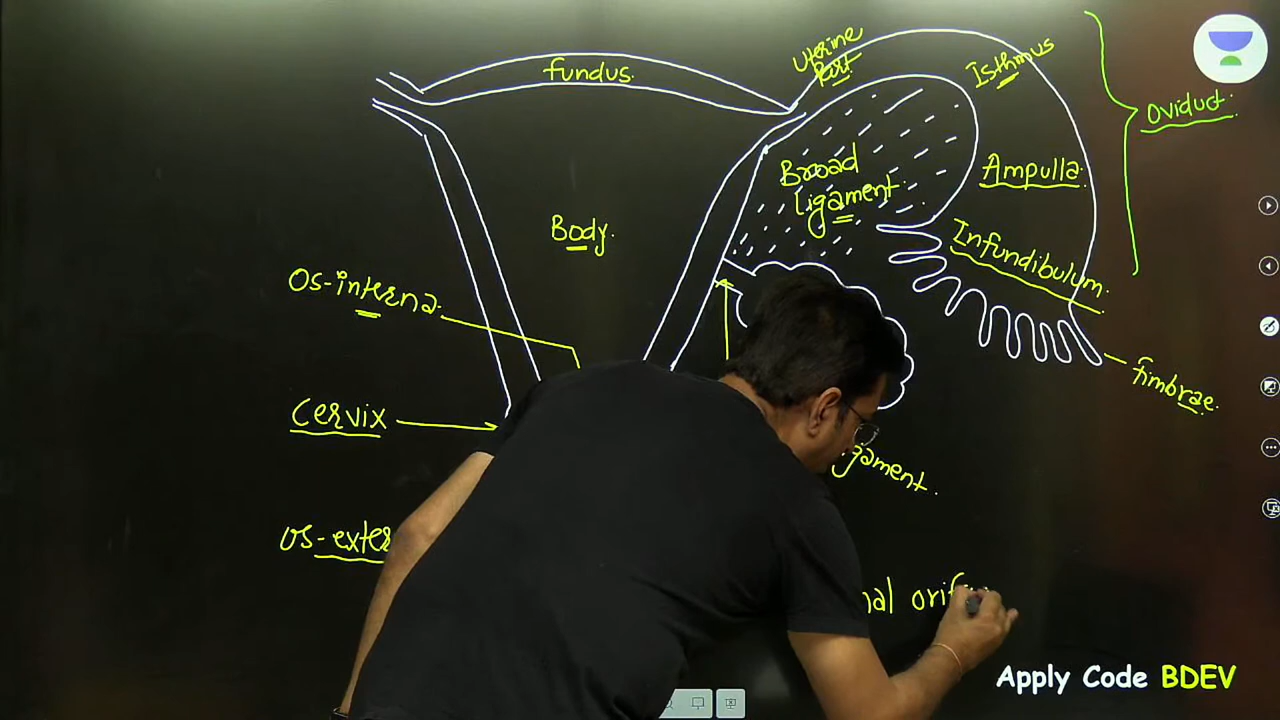 fundus.
Uterine
Part.
Isthmus
Oviduct.
Broad
Ligament.
Ampulla.
Body.
Infundibulum.
Os-interna.
fimbrae.
Cervix
gament.
Os-exter
nal orif
Apply Code BDEV